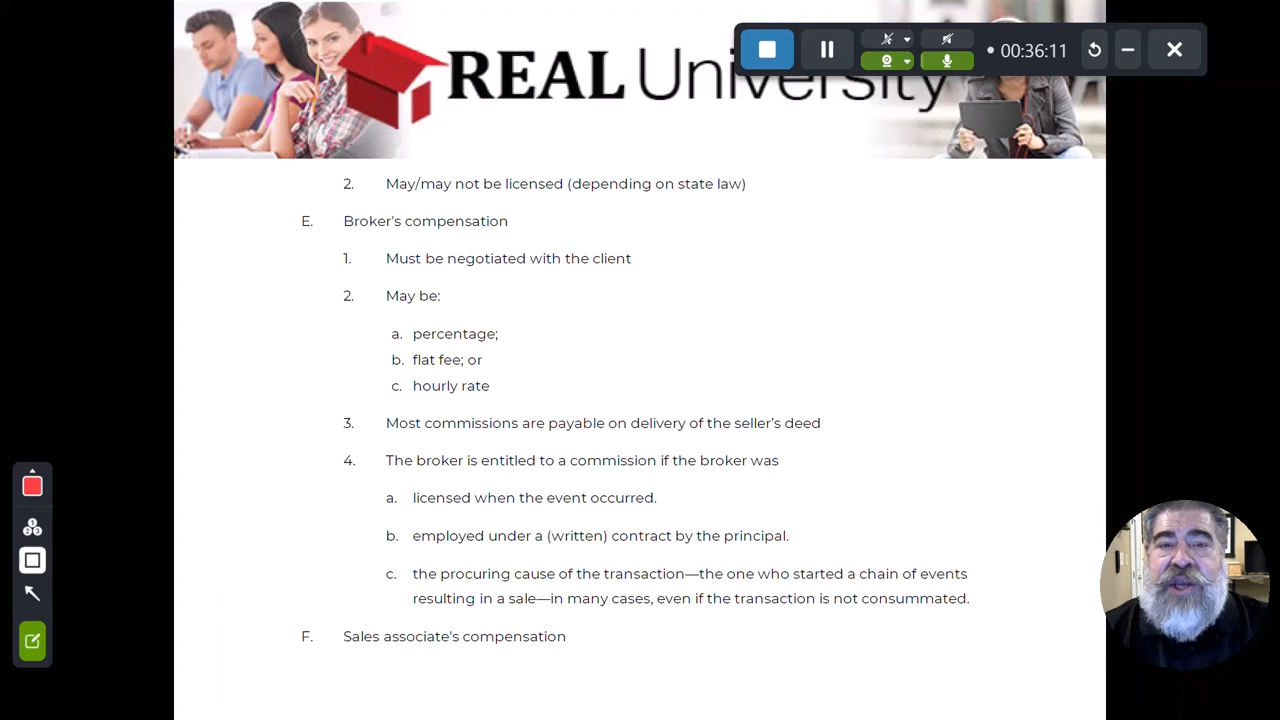 REAL University
00:36:11
2. May/may not be licensed (depending on state law)
E. Broker's compensation
1. Must be negotiated with the client
2. May be:
a. percentage;
b. flat fee; or
c. hourly rate
3. Most commissions are payable on delivery of the seller's deed
4. The broker is entitled to a commission if the broker was
a. licensed when the event occurred.
b. employed under a (written) contract by the principal.
c. the procuring cause of the transaction—the one who started a chain of events
resulting in a sale—in many cases, even if the transaction is not consummated.
F. Sales associate's compensation